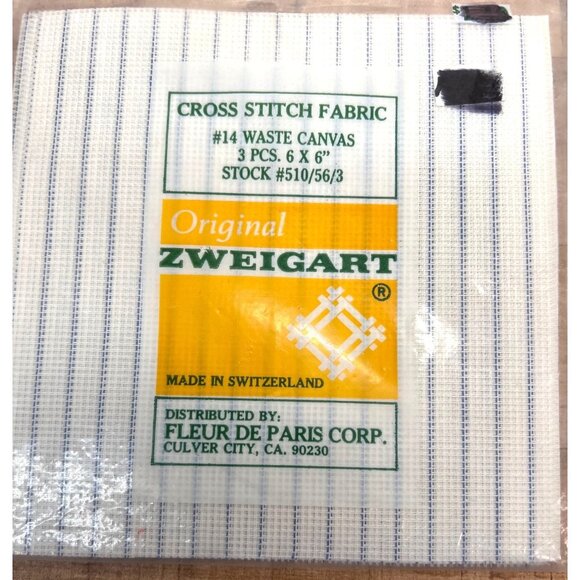 $
CROSS STITCH FABRIC
#14 WASTE CANVAS
3 PCS. 6 X 6”
STOCK #510/56/3
Original
ZWEIGART
®
MADE IN SWITZERLAND
DISTRIBUTED BY:
FLEUR DE PARIS CORP.
CULVER CITY, CA. 90230